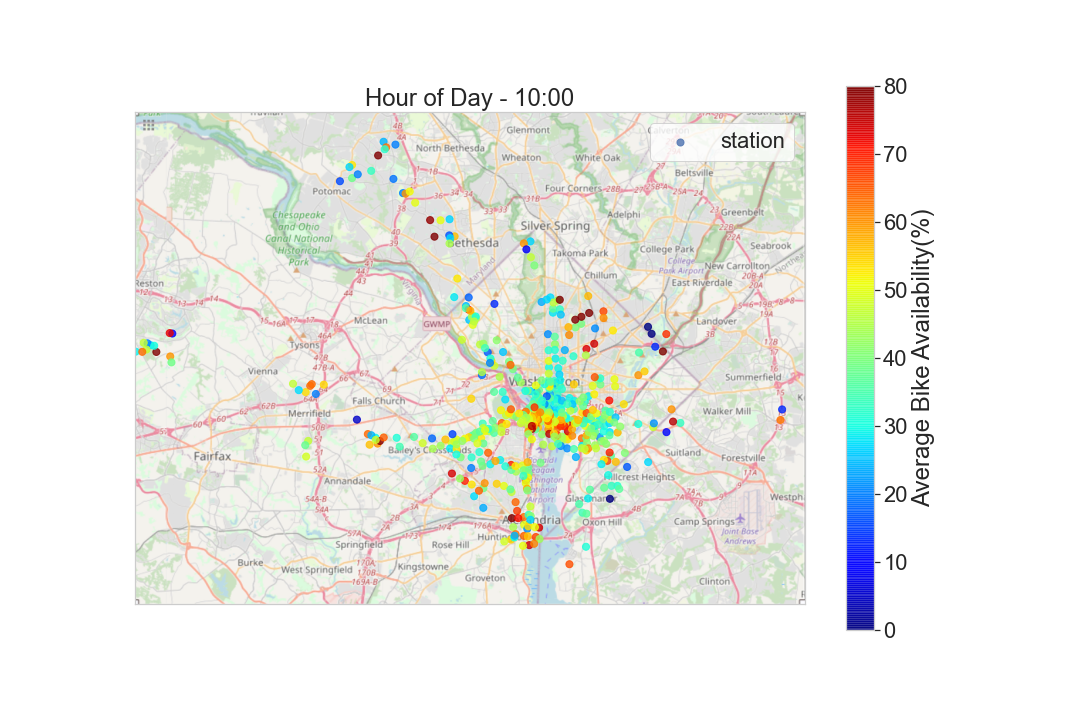 Hour of Day - 10:00
station
Glenmont
North Bethesda
Wheaton
White Oak
Beltsville
Potomac
Four Corners
Chesapeake
and Ohio
Canal National
Historical
Park
Adelphi
Greenbelt
Silver Spring
Bethesda
Takoma Park
College Park
Seabrook
College
Park Airport
New Carrollton
Chillum
East Riverdale
Reston
Maryland
McLean
GWMP
Landover
Tysons
Vienna
Washington
Summerfield
Falls Church
Merrifield
Walker Mill
Fairfax
Bailey's Crossroads
Suitland
Forestville
Annandale
Ronald
Reagan
Washington
National
Airport
Hillcrest Heights
Glassmanor
Alexandria
Oxon Hill
Camp Springs
Joint Base
Andrews
Springfield
Rose Hill
Burke
West Springfield
Kingstowne
Groveton
Clinton
80
70
60
50
40
30
20
10
0
Average Bike Availability(%)